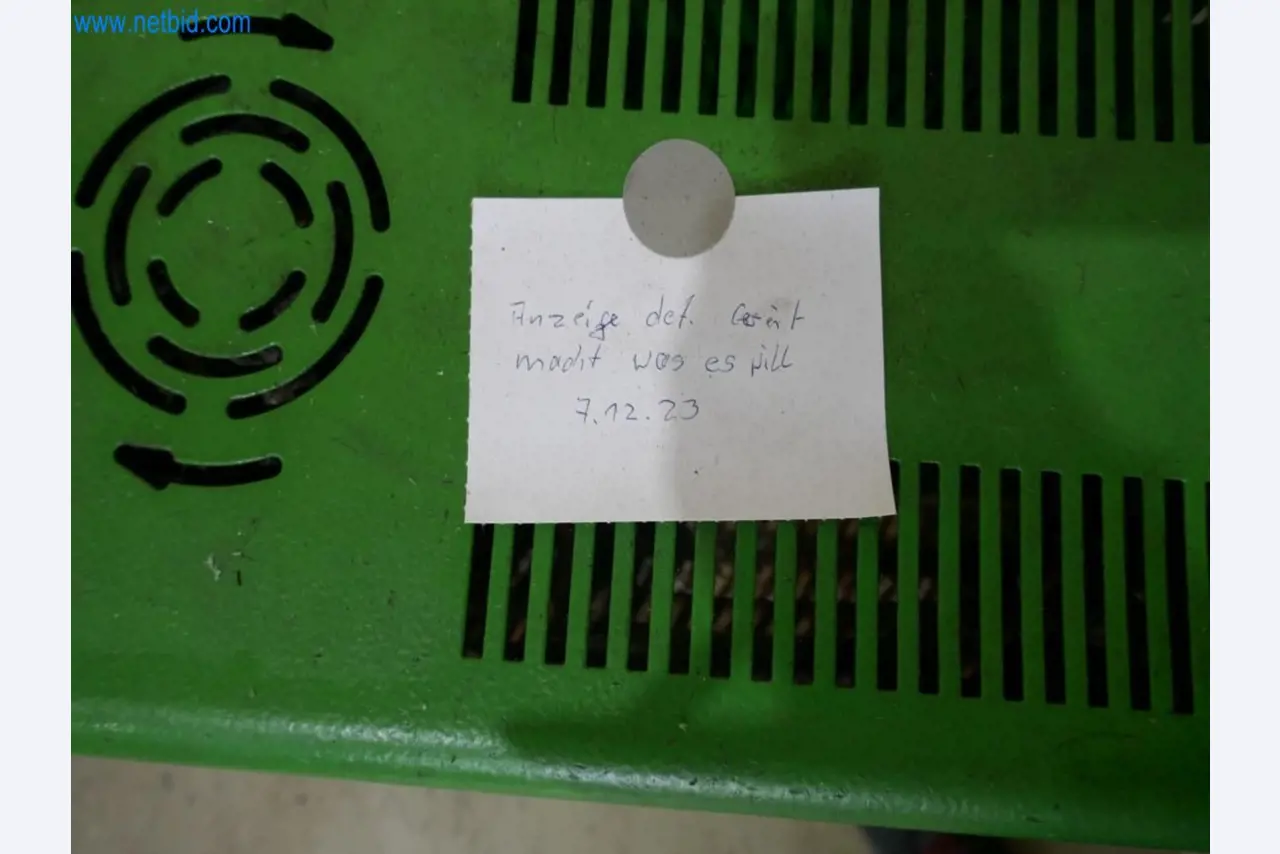 www.netbid.com
Anzeige def. Gerät
macht was es will
7.12.23